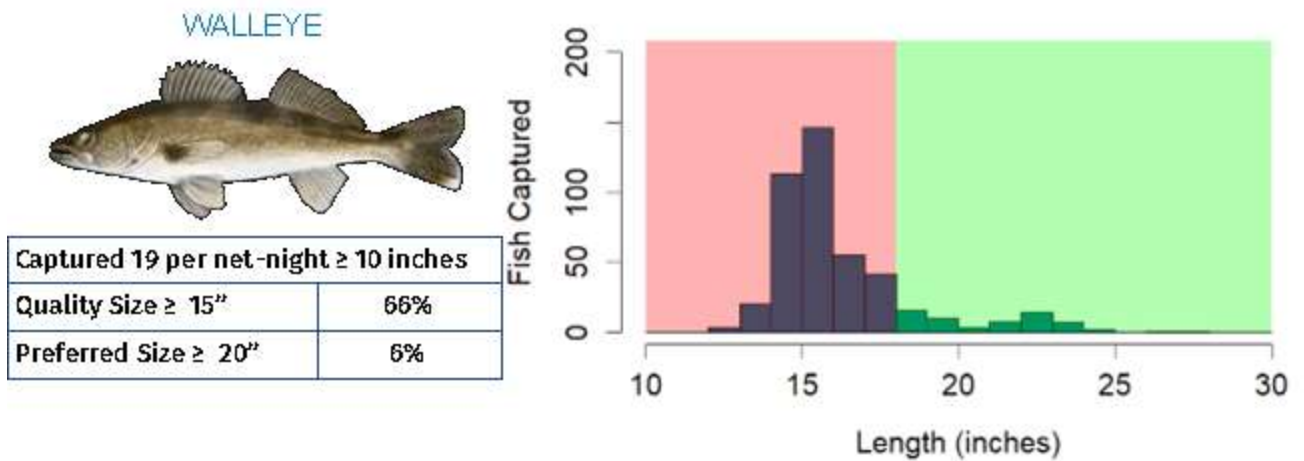 WALLEYE
Captured 19 per net-night ≥ 10 inches
Quality Size ≥ 15” 66%
Preferred Size ≥ 20” 6%
Fish Captured
200
100
50
0
10 15 20 25 30
Length (inches)